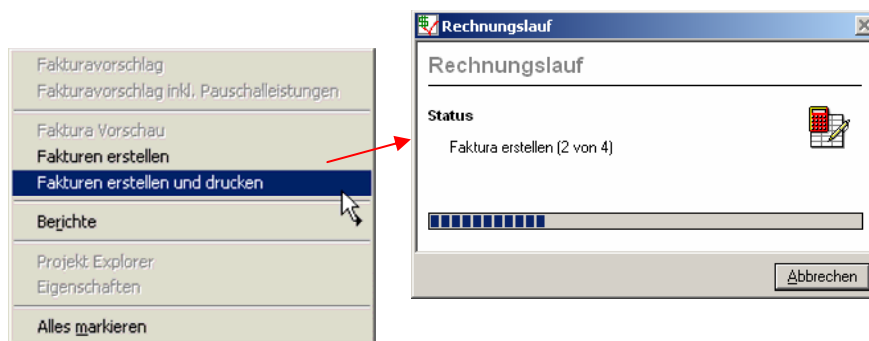 Fakturavorschlag
Fakturavorschlag inkl. Pauschalleistungen
Faktura Vorschau
Fakturen erstellen
Fakturen erstellen und drucken
Berichte
Projekt Explorer
Eigenschaften
Alles markieren
Rechnungslauf
Rechnungslauf
Status
Faktura erstellen (2 von 4)
Abbrechen